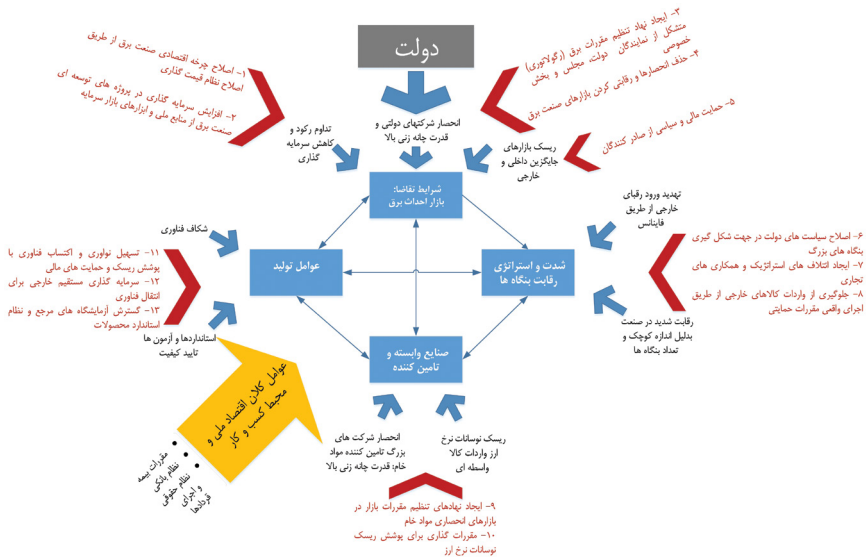 دولت
۱- اصلاح چرخه اقتصادی صنعت برق از طریق
اصلاح نظام قیمت گذاری
۲- افزایش سرمایه گذاری در پروژه های توسعه ای
صنعت برق از منابع ملی و ابزارهای بازار سرمایه
۳- ایجاد نهاد تنظیم مقررات برق (رگولاتوری)
متشکل از نمایندگان دولت، مجلس و بخش
خصوصی
۴- حذف انحصارها و رقابتی کردن بازارهای صنعت برق
۵- حمایت مالی و سیاسی از صادر کنندگان
انحصار شرکتهای دولتی و
قدرت چانه زنی بالا
تداوم رکود و
کاهش سرمایه
گذاری
ریسک بازارهای
جایگزین داخلی و
خارجی
شرایط تقاضا:
بازار احداث برق
تهدید ورود رقبای
خارجی از طریق
فاینانس
شکاف فناوری
۶- اصلاح سیاست های دولت در جهت شکل گیری
بنگاه های بزرگ
۷- ایجاد ائتلاف های استراتژیک و همکاری های
تجاری
۸- جلوگیری از واردات کالاهای خارجی از طریق
اجرای واقعی مقررات حمایتی
شدت و استراتژی
رقابت بنگاه ها
عوامل تولید
۱۱- تسهیل نواوری و اکتساب فناوری با
پوشش ریسک و حمایت های مالی
۱۲- سرمایه گذاری مستقیم خارجی برای
انتقال فناوری
۱۳- گسترش آزمایشگاه های مرجع و نظام
استاندارد محصولات
رقابت شدید در صنعت
بدلیل اندازه کوچک و
تعداد بنگاه ها
استانداردها و آزمون ها
تایید کیفیت
صنایع وابسته و
تامین کننده
عوامل کلان اقتصاد ملی و
محیط کسب و کار
• مقررات بیمه
• نظام بانکی
• نظام حقوقی
و اجرای
قردادها
ریسک نوسانات نرخ
ارز واردات کالا
واسطه ای
انحصار شرکت های
بزرگ تامین کننده مواد
خام: قدرت چانه زنی بالا
۹- ایجاد نهادهای تنظیم مقررات بازار در
بازارهای انحصاری مواد خام
۱۰- مقررات گذاری برای پوشش ریسک
نوسانات نرخ ارز